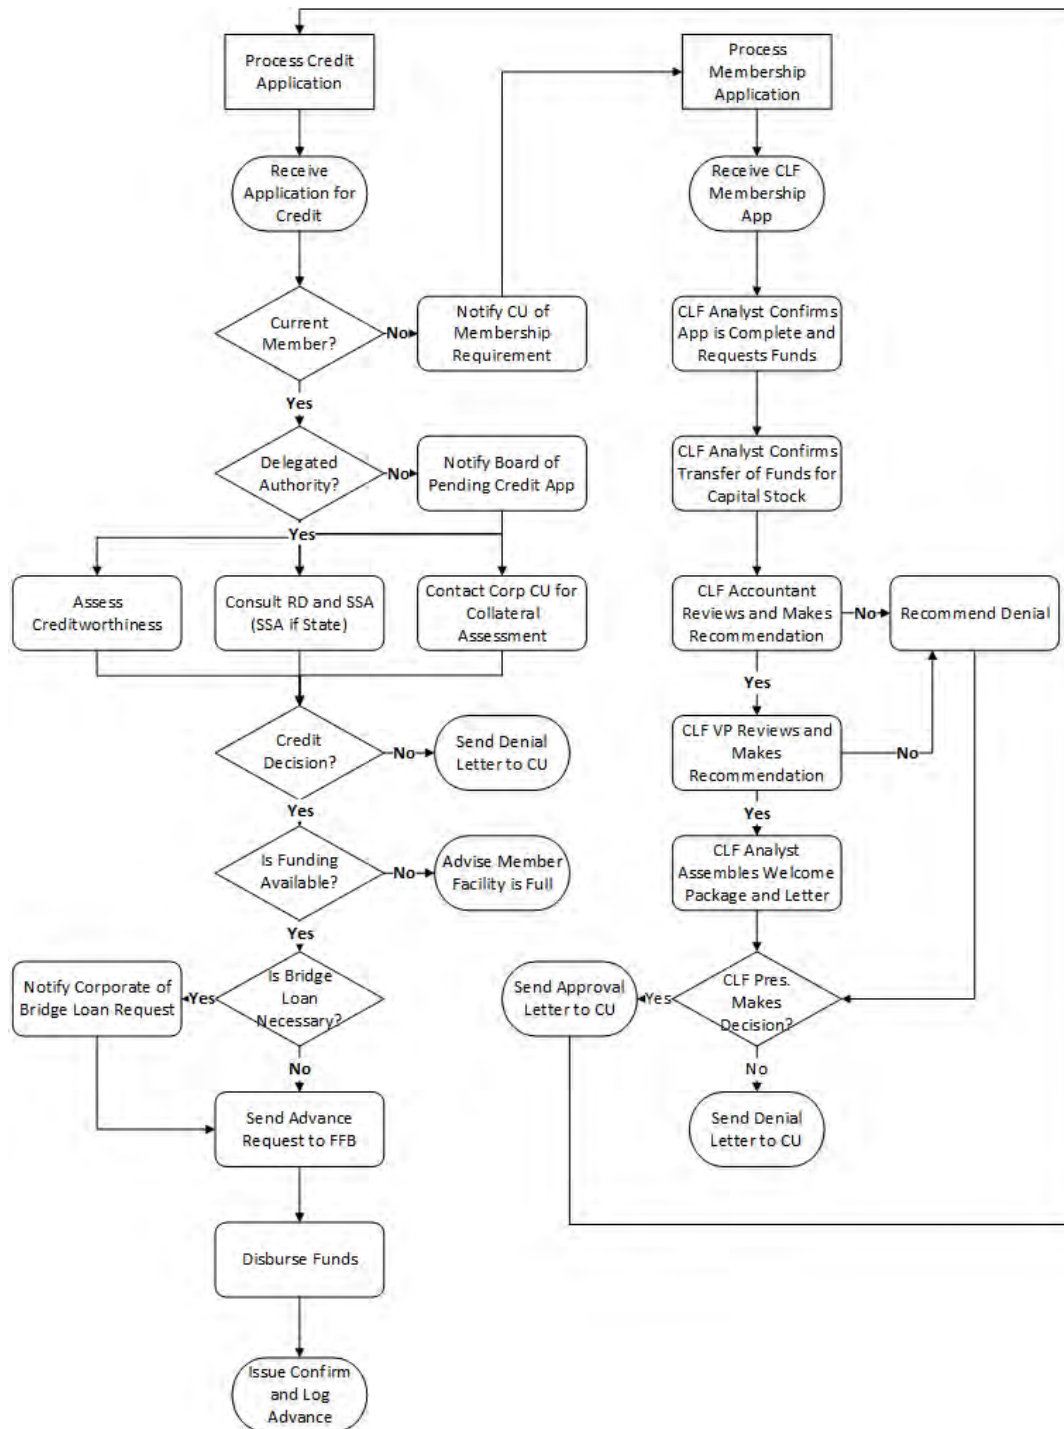 Process Credit
Application
Process
Membership
Application
Receive
Application for
Credit
Receive CLF
Membership
App
Current
Member?
No
Notify CU of
Membership
Requirement
CLF Analyst Confirms
App is Complete and
Requests Funds
Yes
Delegated
Authority?
No
Notify Board of
Pending Credit App
CLF Analyst Confirms
Transfer of Funds for
Capital Stock
Yes
Assess
Creditworthiness
Consult RD and SSA
(SSA if State)
Contact Corp CU for
Collateral
Assessment
CLF Accountant
Reviews and Makes
Recommendation
No
Recommend Denial
Yes
Credit
Decision?
No
Send Denial
Letter to CU
CLF VP Reviews and
Makes
Recommendation
No
Yes
Yes
Is Funding
Available?
No
Advise Member
Facility is Full
CLF Analyst
Assembles Welcome
Package and Letter
Yes
Notify Corporate of
Bridge Loan Request
Yes
Is Bridge
Loan
Necessary?
Send Approval
Letter to CU
Yes
CLF Pres.
Makes
Decision?
No
No
Send Advance
Request to FFB
Send Denial
Letter to CU
Disburse Funds
Issue Confirm
and Log
Advance